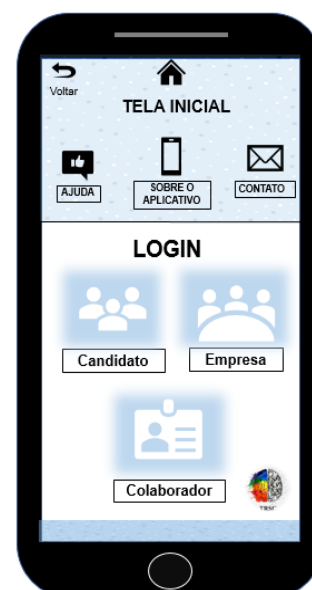 Voltar
TELA INICIAL
AJUDA
SOBRE O
APLICATIVO
CONTATO
LOGIN
Candidato
Empresa
Colaborador